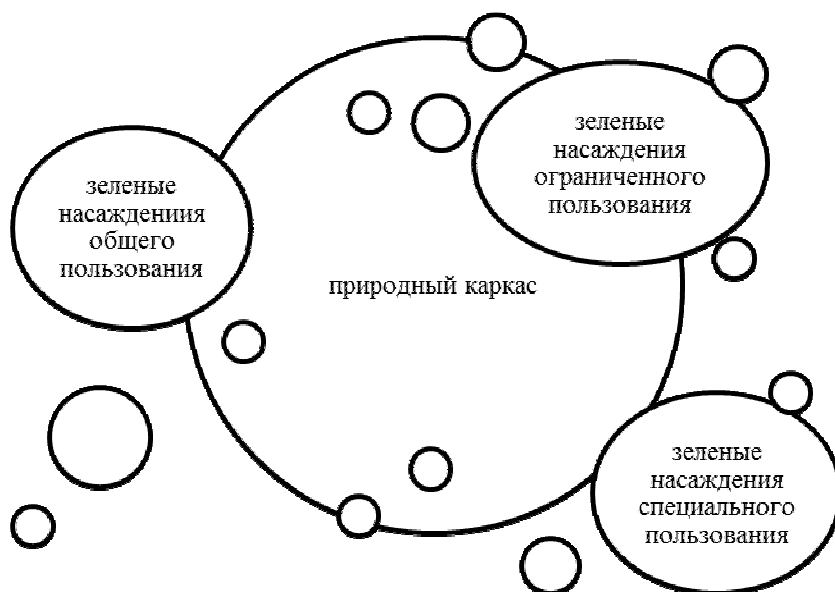 зеленые
насаждениия
общего
пользования
зеленые
насаждения
ограниченного
пользования
природный каркас
зеленые
насаждения
специального
пользования